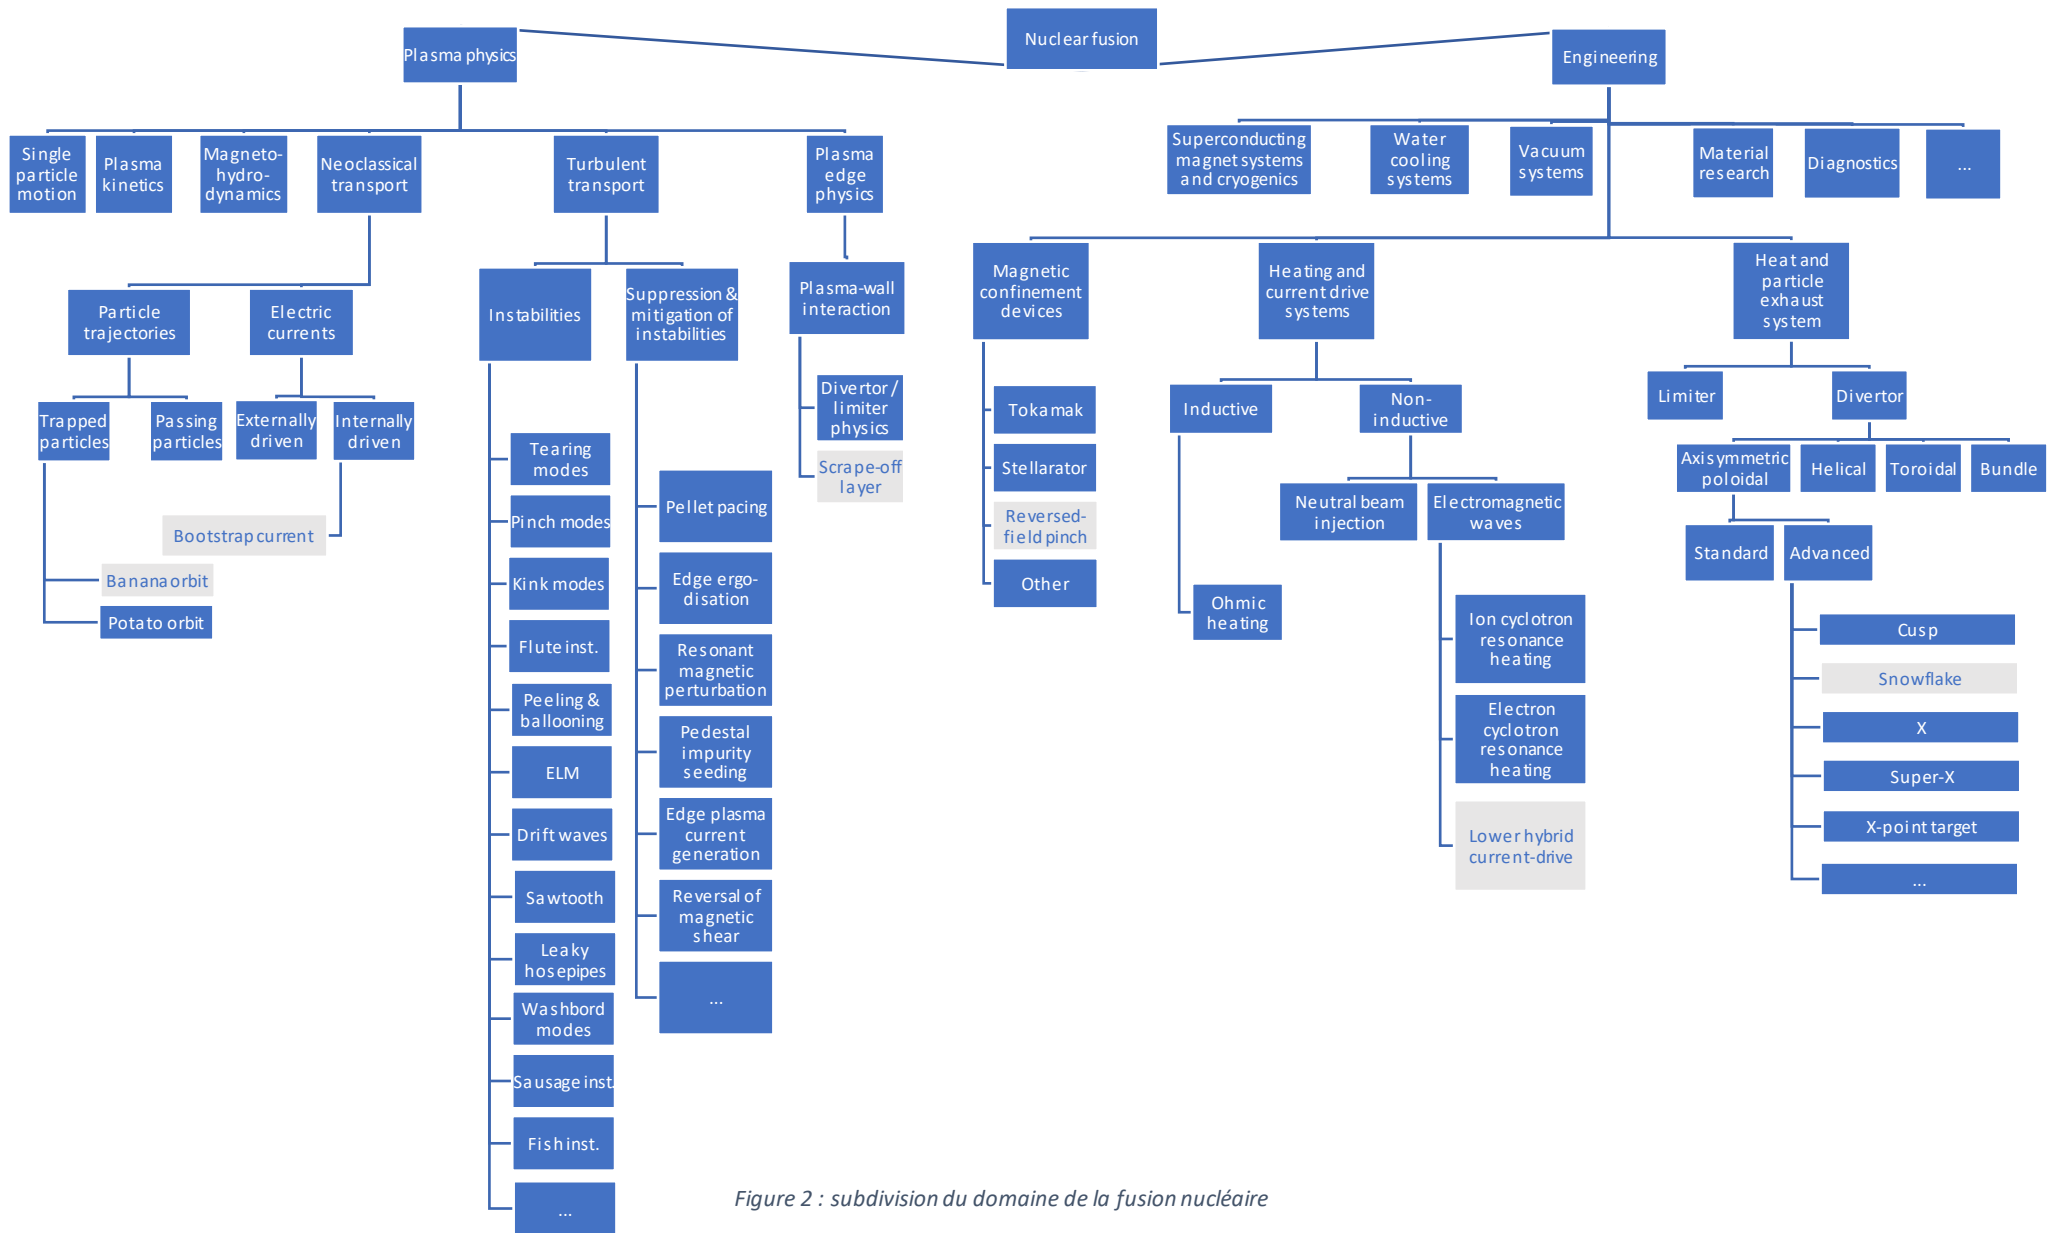 Nuclear fusion
Plasma physics
Engineering
Single
particle
motion
Plasma
kinetics
Magneto-
hydro-
dynamics
Neoclassical
transport
Turbulent
transport
Plasma
edge
physics
Superconducting
magnet systems
and cryogenics
Water
cooling
systems
Vacuum
systems
Material
research
Diagnostics
...
Particle
trajectories
Electric
currents
Trapped
particles
Passing
particles
Externally
driven
Internally
driven
Bootstrap current
Banana orbit
Potato orbit
Instabilities
Suppression &
mitigation of
instabilities
Tearing
modes
Pinch modes
Kink modes
Flute inst.
Peeling &
ballooning
ELM
Drift waves
Sawtooth
Leaky
hosepipes
Washbord
modes
Sausage inst.
Fish inst.
...
Pellet pacing
Edge ergo-
disation
Resonant
magnetic
perturbation
Pedestal
impurity
seeding
Edge plasma
current
generation
Reversal of
magnetic
shear
...
Plasma-wall
interaction
Divertor /
limiter
physics
Scrape-off
layer
Magnetic
confinement
devices
Tokamak
Stellarator
Reversed-
field pinch
Other
Heating and
current drive
systems
Inductive
Non-
inductive
Ohmic
heating
Neutral beam
injection
Electromagnetic
waves
Ion cyclotron
resonance
heating
Electron
cyclotron
resonance
heating
Lower hybrid
current-drive
Heat and
particle
exhaust
system
Limiter
Divertor
Axisymmetric
poloidal
Helical
Toroidal
Bundle
Standard
Advanced
Cusp
Snowflake
X
Super-X
X-point target
...
Figure 2 : subdivision du domaine de la fusion nucléaire